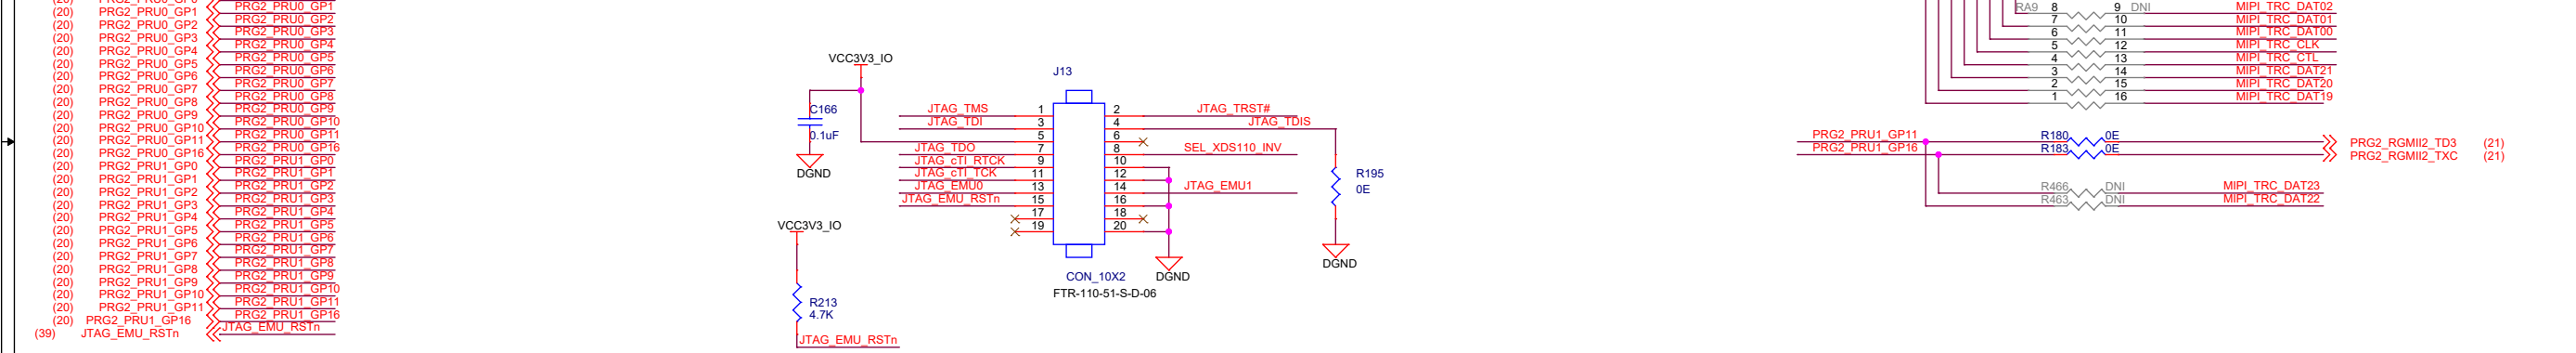 (20) PRG2_PRU0_GP1 PRG2_PRU0_GP1
(20) PRG2_PRU0_GP2 PRG2_PRU0_GP2
(20) PRG2_PRU0_GP3 PRG2_PRU0_GP3
(20) PRG2_PRU0_GP4 PRG2_PRU0_GP4
(20) PRG2_PRU0_GP5 PRG2_PRU0_GP5
(20) PRG2_PRU0_GP6 PRG2_PRU0_GP6
(20) PRG2_PRU0_GP7 PRG2_PRU0_GP7
(20) PRG2_PRU0_GP8 PRG2_PRU0_GP8
(20) PRG2_PRU0_GP9 PRG2_PRU0_GP9
(20) PRG2_PRU0_GP10 PRG2_PRU0_GP10
(20) PRG2_PRU0_GP11 PRG2_PRU0_GP11
(20) PRG2_PRU0_GP16 PRG2_PRU0_GP16
(20) PRG2_PRU1_GP0 PRG2_PRU1_GP0
(20) PRG2_PRU1_GP1 PRG2_PRU1_GP1
(20) PRG2_PRU1_GP2 PRG2_PRU1_GP2
(20) PRG2_PRU1_GP3 PRG2_PRU1_GP3
(20) PRG2_PRU1_GP4 PRG2_PRU1_GP4
(20) PRG2_PRU1_GP5 PRG2_PRU1_GP5
(20) PRG2_PRU1_GP6 PRG2_PRU1_GP6
(20) PRG2_PRU1_GP7 PRG2_PRU1_GP7
(20) PRG2_PRU1_GP8 PRG2_PRU1_GP8
(20) PRG2_PRU1_GP9 PRG2_PRU1_GP9
(20) PRG2_PRU1_GP10 PRG2_PRU1_GP10
(20) PRG2_PRU1_GP11 PRG2_PRU1_GP11
(20) PRG2_PRU1_GP16 PRG2_PRU1_GP16
(39) JTAG_EMU_RSTn JTAG_EMU_RSTn
VCC3V3_IO
C166
0.1uF
DGND
VCC3V3_IO
R213
4.7K
JTAG_EMU_RSTn
J13
JTAG_TMS 1 2 JTAG_TRST#
JTAG_TDI 3 4 JTAG_TDIS
5 6
JTAG_TDO 7 8 SEL_XDS110_INV
JTAG_cTI_RTCK 9 10
JTAG_cTI_TCK 11 12
JTAG_EMU0 13 14 JTAG_EMU1
JTAG_EMU_RSTn 15 16
17 18
19 20
CON_10X2
FTR-110-51-S-D-06
DGND
R195
0E
DGND
RA9 8 9 DNI MIPI_TRC_DAT02
7 10 MIPI_TRC_DAT01
6 11 MIPI_TRC_DAT00
5 12 MIPI_TRC_CLK
4 13 MIPI_TRC_CTL
3 14 MIPI_TRC_DAT21
2 15 MIPI_TRC_DAT20
1 16 MIPI_TRC_DAT19
PRG2_PRU1_GP11 R180 0E PRG2_RGMII2_TD3 (21)
PRG2_PRU1_GP16 R183 0E PRG2_RGMII2_TXC (21)
R466 DNI MIPI_TRC_DAT23
R463 DNI MIPI_TRC_DAT22